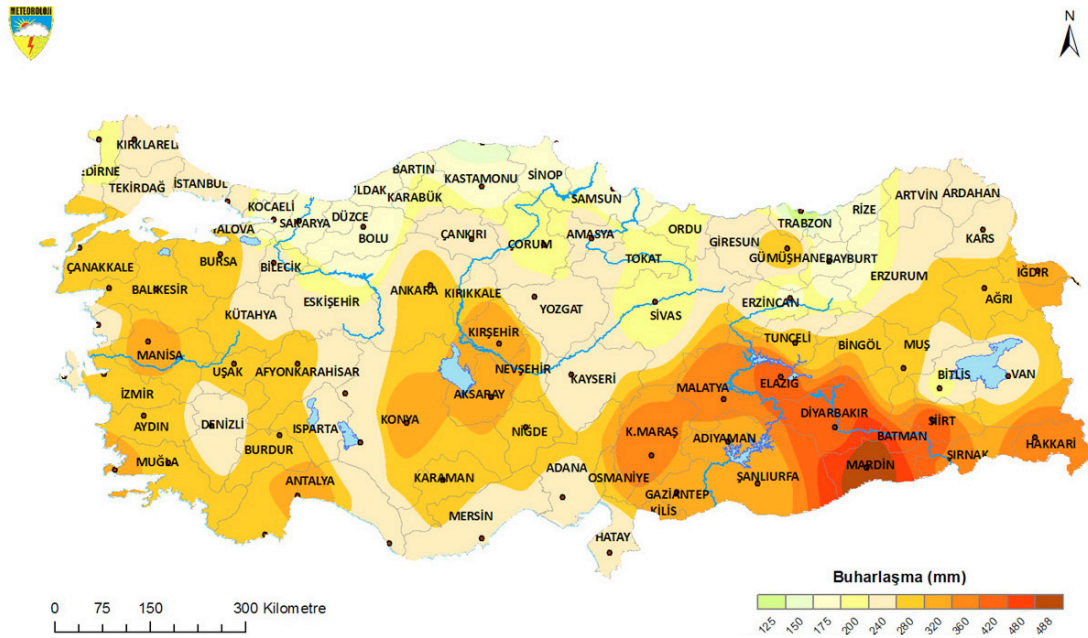 METEOROLOJİ
N
KIRKLARELİ
EDİRNE
TEKİRDAĞ
İSTANBUL
KOCAELİ
SAKARYA
DÜZCE
BOLU
BARTIN
KARABÜK
KASTAMONU
SİNOP
SAMSUN
ORDU
GİRESUN
TRABZON
RİZE
ARTVİN
ARDAHAN
KARS
ÇANKIRI
ÇORUM
AMASYA
TOKAT
GÜMÜŞHANE
BAYBURT
ERZURUM
IĞDIR
AĞRI
ÇANAKKALE
BURSA
BİLECİK
ESKİŞEHİR
ANKARA
KIRIKKALE
YOZGAT
SİVAS
ERZİNCAN
BALIKESİR
KÜTAHYA
KIRŞEHİR
TUNCELİ
BİNGÖL
MUŞ
VAN
BİTLİS
MANİSA
UŞAK
AFYONKARAHİSAR
NEVŞEHİR
KAYSERİ
MALATYA
ELAZIĞ
DİYARBAKIR
SİİRT
İZMİR
AYDIN
DENİZLİ
ISPARTA
KONYA
AKSARAY
NİĞDE
K.MARAŞ
ADIYAMAN
BATMAN
ŞIRNAK
HAKKARİ
MUĞLA
BURDUR
ANTALYA
KARAMAN
ADANA
OSMANİYE
GAZİANTEP
ŞANLIURFA
MARDİN
MERSİN
KİLİS
HATAY
0 75 150 300 Kilometre
Buharlaşma (mm)
125 150 175 200 240 280 320 360 420 480 488